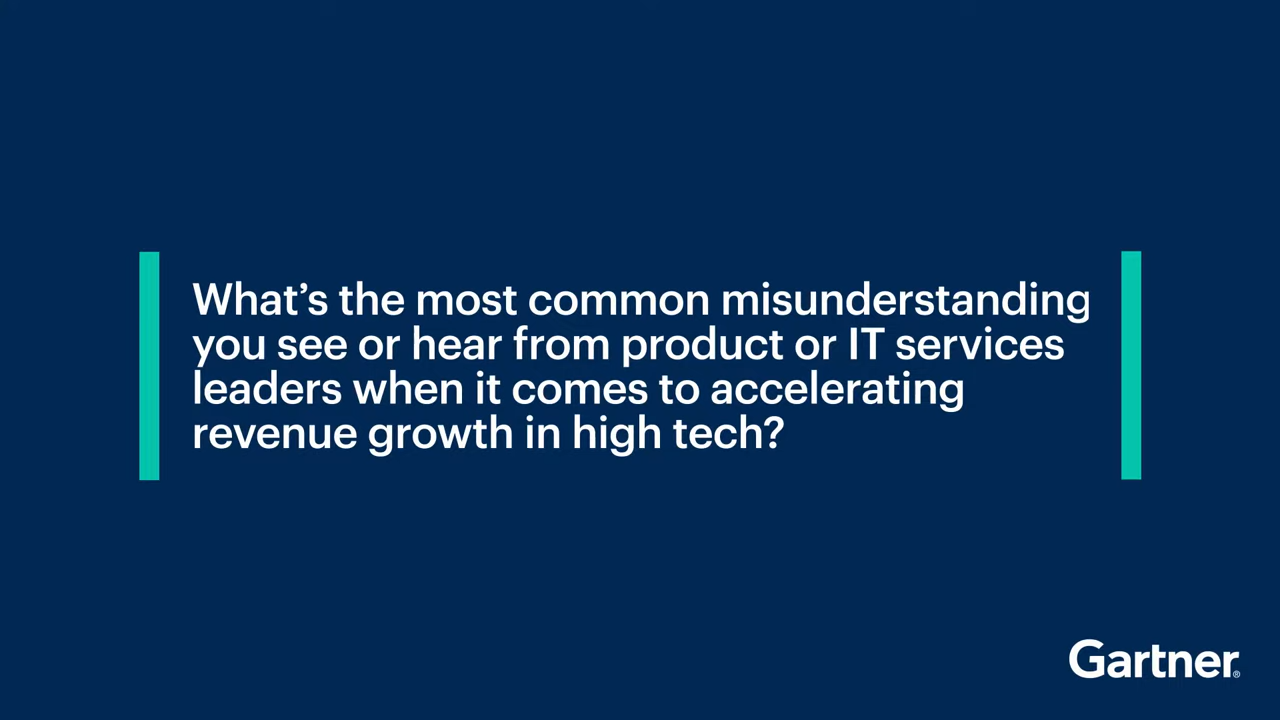 What’s the most common misunderstanding
you see or hear from product or IT services
leaders when it comes to accelerating
revenue growth in high tech?
Gartner®